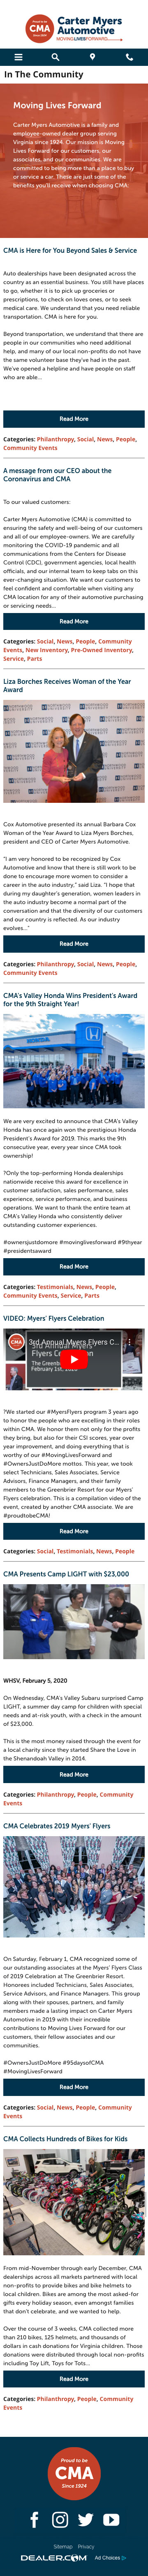 Proud to be
CMA
Since 1924
Carter Myers
Automotive
MOVINGLIVESFORWARD
In The Community
Moving Lives Forward
Carter Myers Automotive is a family and
employee-owned dealer group serving
Virginia since 1924. Our mission is Moving
Lives Forward for our customers, our
associates, and our communities. We are
committed to being more than a place to buy
or service a car. These are just some of the
benefits you'll receive when choosing CMA.
CMA is Here for You Beyond Sales & Service
Auto dealerships have been designated across the
country as an essential business. You still have places
to go, whether it is to pick up groceries or
prescriptions, to check on loved ones, or to seek
medical care. We understand that you need reliable
transportation. CMA is here for you.
Beyond transportation, we understand that there are
people in our communities who need additional
help, and many of our local non-profits do not have
the same volunteer base they've had in the past.
We've opened a helpline and have people on staff
who are able...
Read More
Categories: Philanthropy, Social, News, People,
Community Events
A message from our CEO about the
Coronavirus and CMA
To our valued customers:
Carter Myers Automotive (CMA) is committed to
protecting the safety and well-being of our customers
and all of our employee-owners. We are carefully
monitoring the COVID-19 pandemic and
communications from the Center for Disease
Control (CDC), government agencies, local health
officials, and our internal teams to keep tabs on the
ever-changing situation. We want our customers to
feel confident and comfortable when visiting any
CMA location for any of their automotive purchasing
or servicing needs...
Read More
Categories: Social, News, People, Community
Events, New Inventory, Pre-Owned Inventory,
Service, Parts
Liza Borches Receives Woman of the Year
Award
Cox Automotive presented its annual Barbara Cox
Woman of the Year Award to Liza Myers Borches,
president and CEO of Carter Myers Automotive.
"I am very honored to be recognized by Cox
Automotive and know that there is still work to be
done to encourage more women to consider a
career in the auto industry," said Liza. "I hope that
during my daughter's generation, women leaders in
the auto industry become a normal part of the
conversation and that the diversity of our customers
and our country is reflected. As our industry
evolves..."
Read More
Categories: Philanthropy, Social, News, People,
Community Events
CMA's Valley Honda Wins President's Award
for the 9th Straight Year!
We are very excited to announce that CMA's Valley
Honda has once again won the prestigious Honda
President's Award for 2019. This marks the 9th
consecutive year, every year since CMA took
ownership!
?Only the top-performing Honda dealerships
nationwide receive this award for excellence in
customer satisfaction, sales performance, sales
experience, service performance, and business
operations. We want to thank the entire team at
CMA's Valley Honda who consistently deliver
outstanding customer experiences.
#ownersjustdomore #movinglivesforward #9thyear
#presidentsaward
Read More
Categories: Testimonials, News, People,
Community Events, Service, Parts
VIDEO: Myers' Flyers Celebration
3rd Annual Myers Flyers C...
?We started our #MyersFlyers program 3 years ago
to honor the people who are excelling in their roles
within CMA. We honor them not only for the profits
they bring, but also for their CSI scores, year over
year improvement, and doing everything that is
worthy of our #MovingLivesForward and
#OwnersJustDoMore mottos. This year, we took
select Technicians, Sales Associates, Service
Advisors, Finance Managers, and their family
members to the Greenbrier Resort for our Myers'
Flyers celebration. This is a compilation video of the
event, created by another CMA associate. We are
#proudtobeCMA!
Read More
Categories: Social, Testimonials, News, People
CMA Presents Camp LIGHT with $23,000
WHSV, February 5, 2020
On Wednesday, CMA's Valley Subaru surprised Camp
LIGHT, a summer day camp for children with special
needs and at-risk youth, with a check in the amount
of $23,000.
This is the most money raised through the event for
a local charity since they started Share the Love in
the Shenandoah Valley in 2014.
Read More
Categories: Philanthropy, People, Community
Events
CMA Celebrates 2019 Myers' Flyers
On Saturday, February 1, CMA recognized some of
our outstanding associates at the Myers' Flyers Class
of 2019 Celebration at The Greenbrier Resort.
Honorees included Technicians, Sales Associates,
Service Advisors, and Finance Managers. This group
along with their spouses, partners, and family
members made a lasting impact on Carter Myers
Automotive in 2019 with their incredible
contributions to Moving Lives Forward for our
customers, their fellow associates and our
communities.
#OwnersJustDoMore #95daysofCMA
#MovingLivesForward
Read More
Categories: Social, News, People, Community
Events
CMA Collects Hundreds of Bikes for Kids
From mid-November through early December, CMA
dealerships across all markets partnered with local
non-profits to provide bikes and bike helmets to
local children. Bikes are among the most asked-for
gifts every holiday season, even amongst families
that don't celebrate, and we wanted to help.
Over the course of 3 weeks, CMA collected more
than 210 bikes, 125 helmets, and thousands of
dollars in cash donations for Virginia children. Those
donations were distributed through local non-profits
including Toy Lift, Toys for Tots...
Read More
Categories: Philanthropy, People, Community
Events
Proud to be
CMA
Since 1924
Sitemap Privacy
DEALER.COM Ad Choices